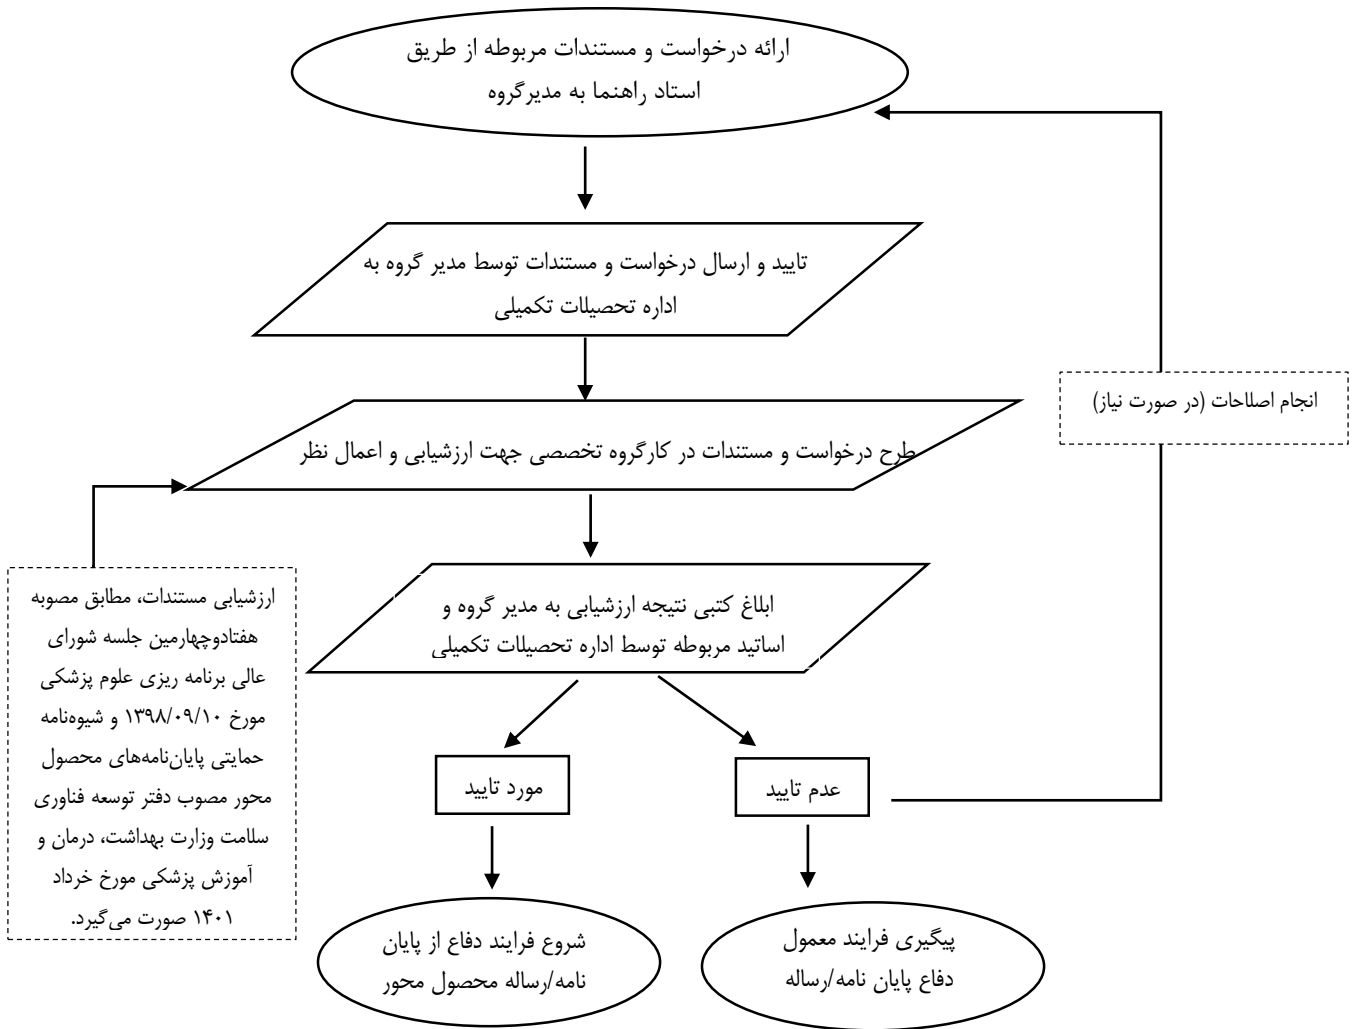 ارائه درخواست و مستندات مربوطه از طریق
استاد راهنما به مدیرگروه
تایید و ارسال درخواست و مستندات توسط مدیر گروه به
اداره تحصیلات تکمیلی
انجام اصلاحات (در صورت نیاز)
طرح درخواست و مستندات در کارگروه تخصصی جهت ارزشیابی و اعمال نظر
ارزشیابی مستندات، مطابق مصوبه
هفتادوچهارمین جلسه شورای
عالی برنامه ریزی علوم پزشکی
مورخ ۱۳۹۸/۰۹/۱۰ و شیوه‌نامه
حمایتی پایان‌نامه‌های محصول
محور مصوب دفتر توسعه فناوری
سلامت وزارت بهداشت، درمان و
آموزش پزشکی مورخ خرداد
۱۴۰۱ صورت می‌گیرد.
ابلاغ کتبی نتیجه ارزشیابی به مدیر گروه و
اساتید مربوطه توسط اداره تحصیلات تکمیلی
عدم تایید
مورد تایید
پیگیری فرایند معمول
دفاع پایان نامه/رساله
شروع فرایند دفاع از پایان
نامه/رساله محصول محور